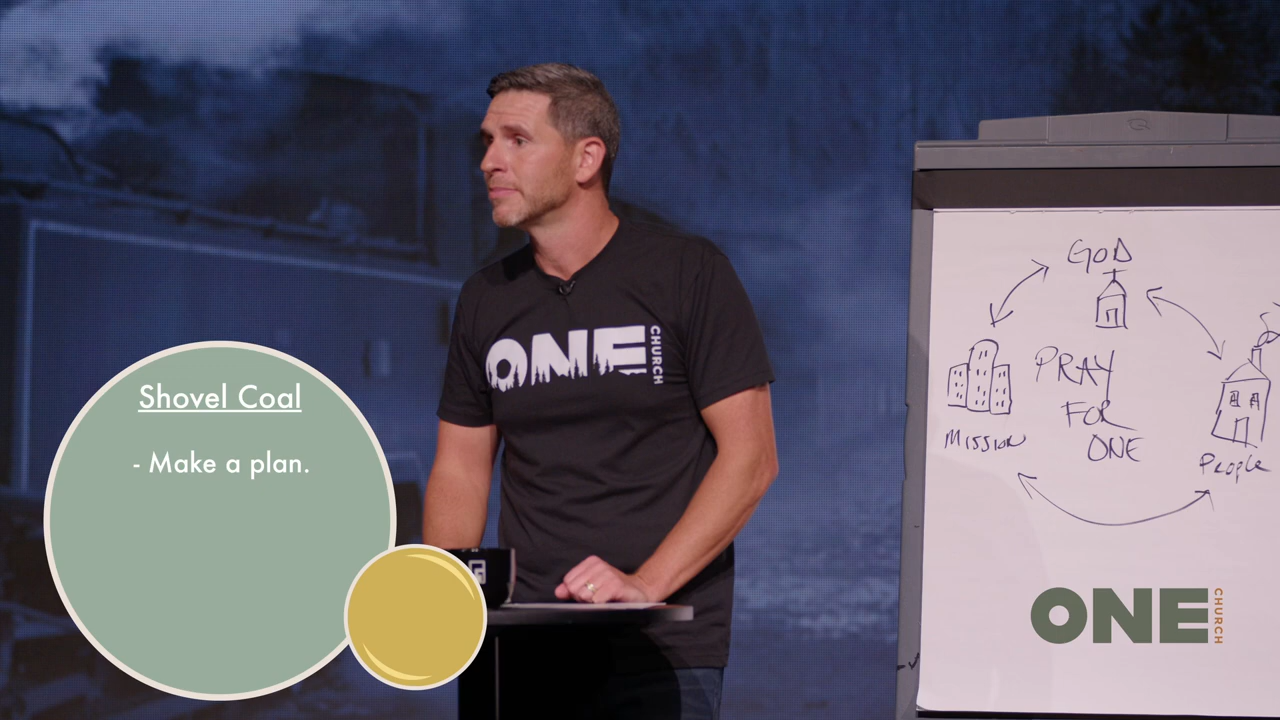 Shovel Coal
- Make a plan.
ONE CHURCH
GOD
PRAY
FOR
ONE
Mission
People
ONE CHURCH